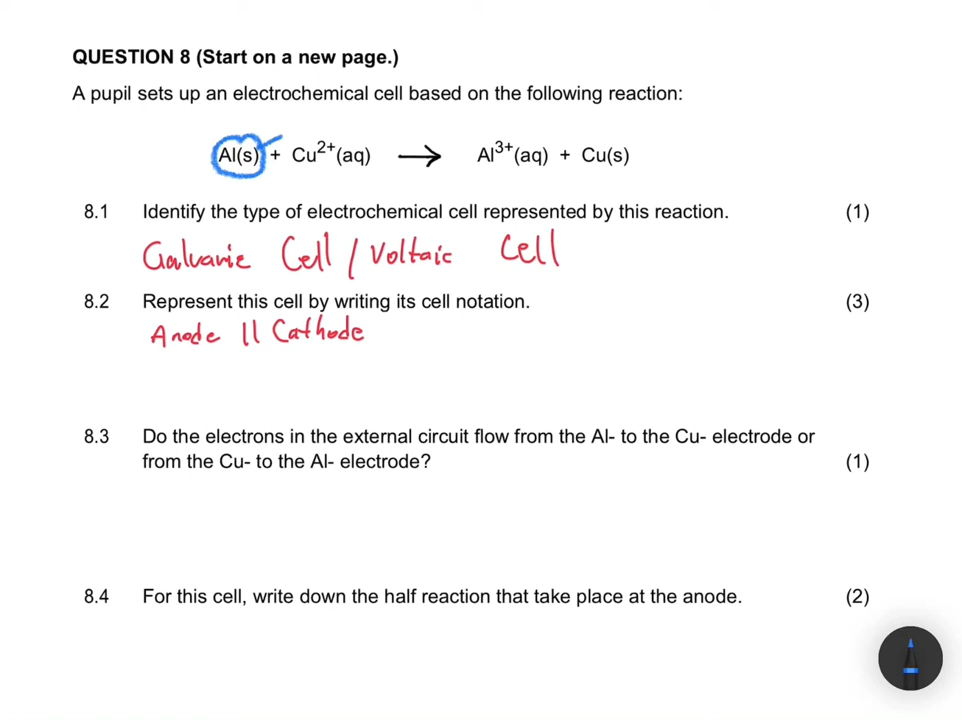 QUESTION 8 (Start on a new page.)
A pupil sets up an electrochemical cell based on the following reaction:
Al(s) + Cu²⁺(aq) → Al³⁺(aq) + Cu(s)
8.1 Identify the type of electrochemical cell represented by this reaction. (1)
Galvanic Cell / Voltaic Cell
8.2 Represent this cell by writing its cell notation. (3)
Anode || Cathode
8.3 Do the electrons in the external circuit flow from the Al- to the Cu- electrode or
from the Cu- to the Al- electrode? (1)
8.4 For this cell, write down the half reaction that take place at the anode. (2)